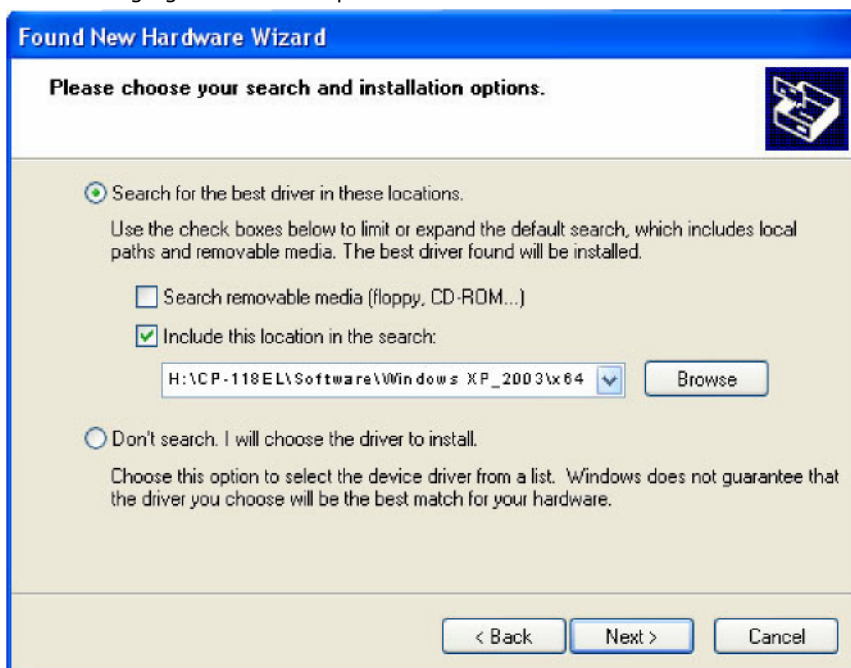 Found New Hardware Wizard
Please choose your search and installation options.
Search for the best driver in these locations.
Use the check boxes below to limit or expand the default search, which includes local
paths and removable media. The best driver found will be installed.
Search removable media (floppy, CD-ROM...)
Include this location in the search:
H:\CP-118EL\Software\Windows XP_2003\x64
Browse
Don't search. I will choose the driver to install.
Choose this option to select the device driver from a list. Windows does not guarantee that
the driver you choose will be the best match for your hardware.
< Back Next > Cancel